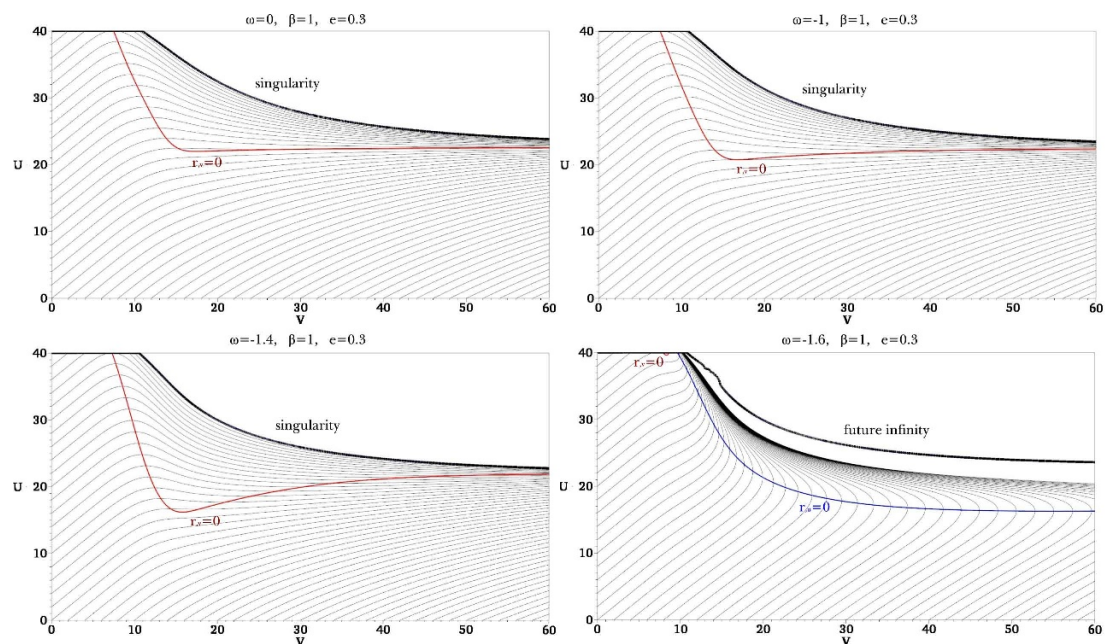 ω=0, β=1, e=0.3
40
30
20
10
0
U
singularity
r,ᵥ=0
0 10 20 30 40 50 60
V
ω=-1, β=1, e=0.3
40
30
20
10
0
U
singularity
r,ᵥ=0
0 10 20 30 40 50 60
V
ω=-1.4, β=1, e=0.3
40
30
20
10
0
U
singularity
r,ᵥ=0
0 10 20 30 40 50 60
V
ω=-1.6, β=1, e=0.3
40
30
20
10
0
U
r,ᵥ=0
future infinity
r,ᵤ=0
0 10 20 30 40 50 60
V